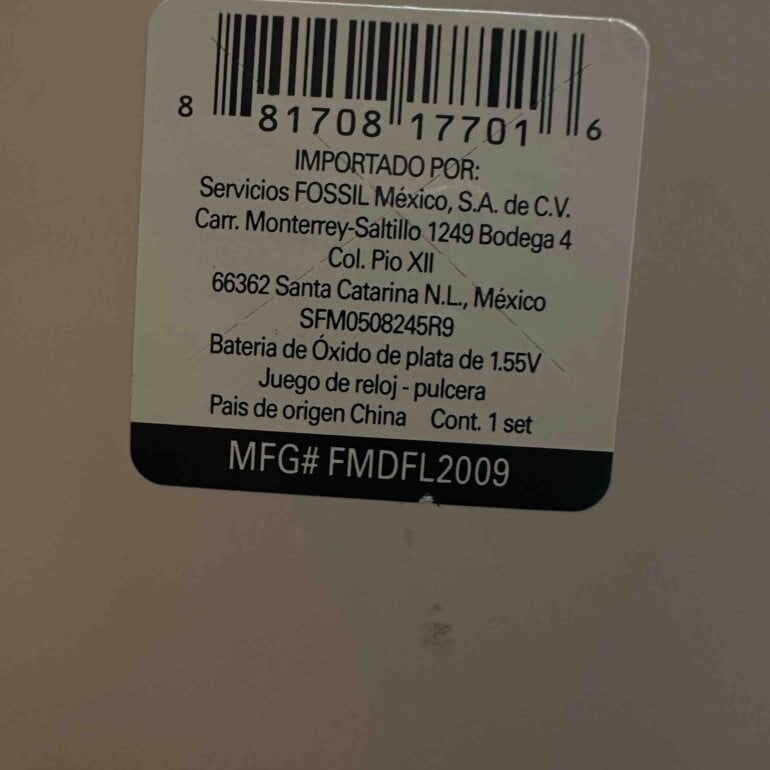 8 81708 17701 6
IMPORTADO POR:
Servicios FOSSIL México, S.A. de C.V.
Carr. Monterrey-Saltillo 1249 Bodega 4
Col. Pio XII
66362 Santa Catarina N.L., México
SFM0508245R9
Bateria de Óxido de plata de 1.55V
Juego de reloj - pulcera
Pais de origen China Cont. 1 set
MFG# FMDFL2009